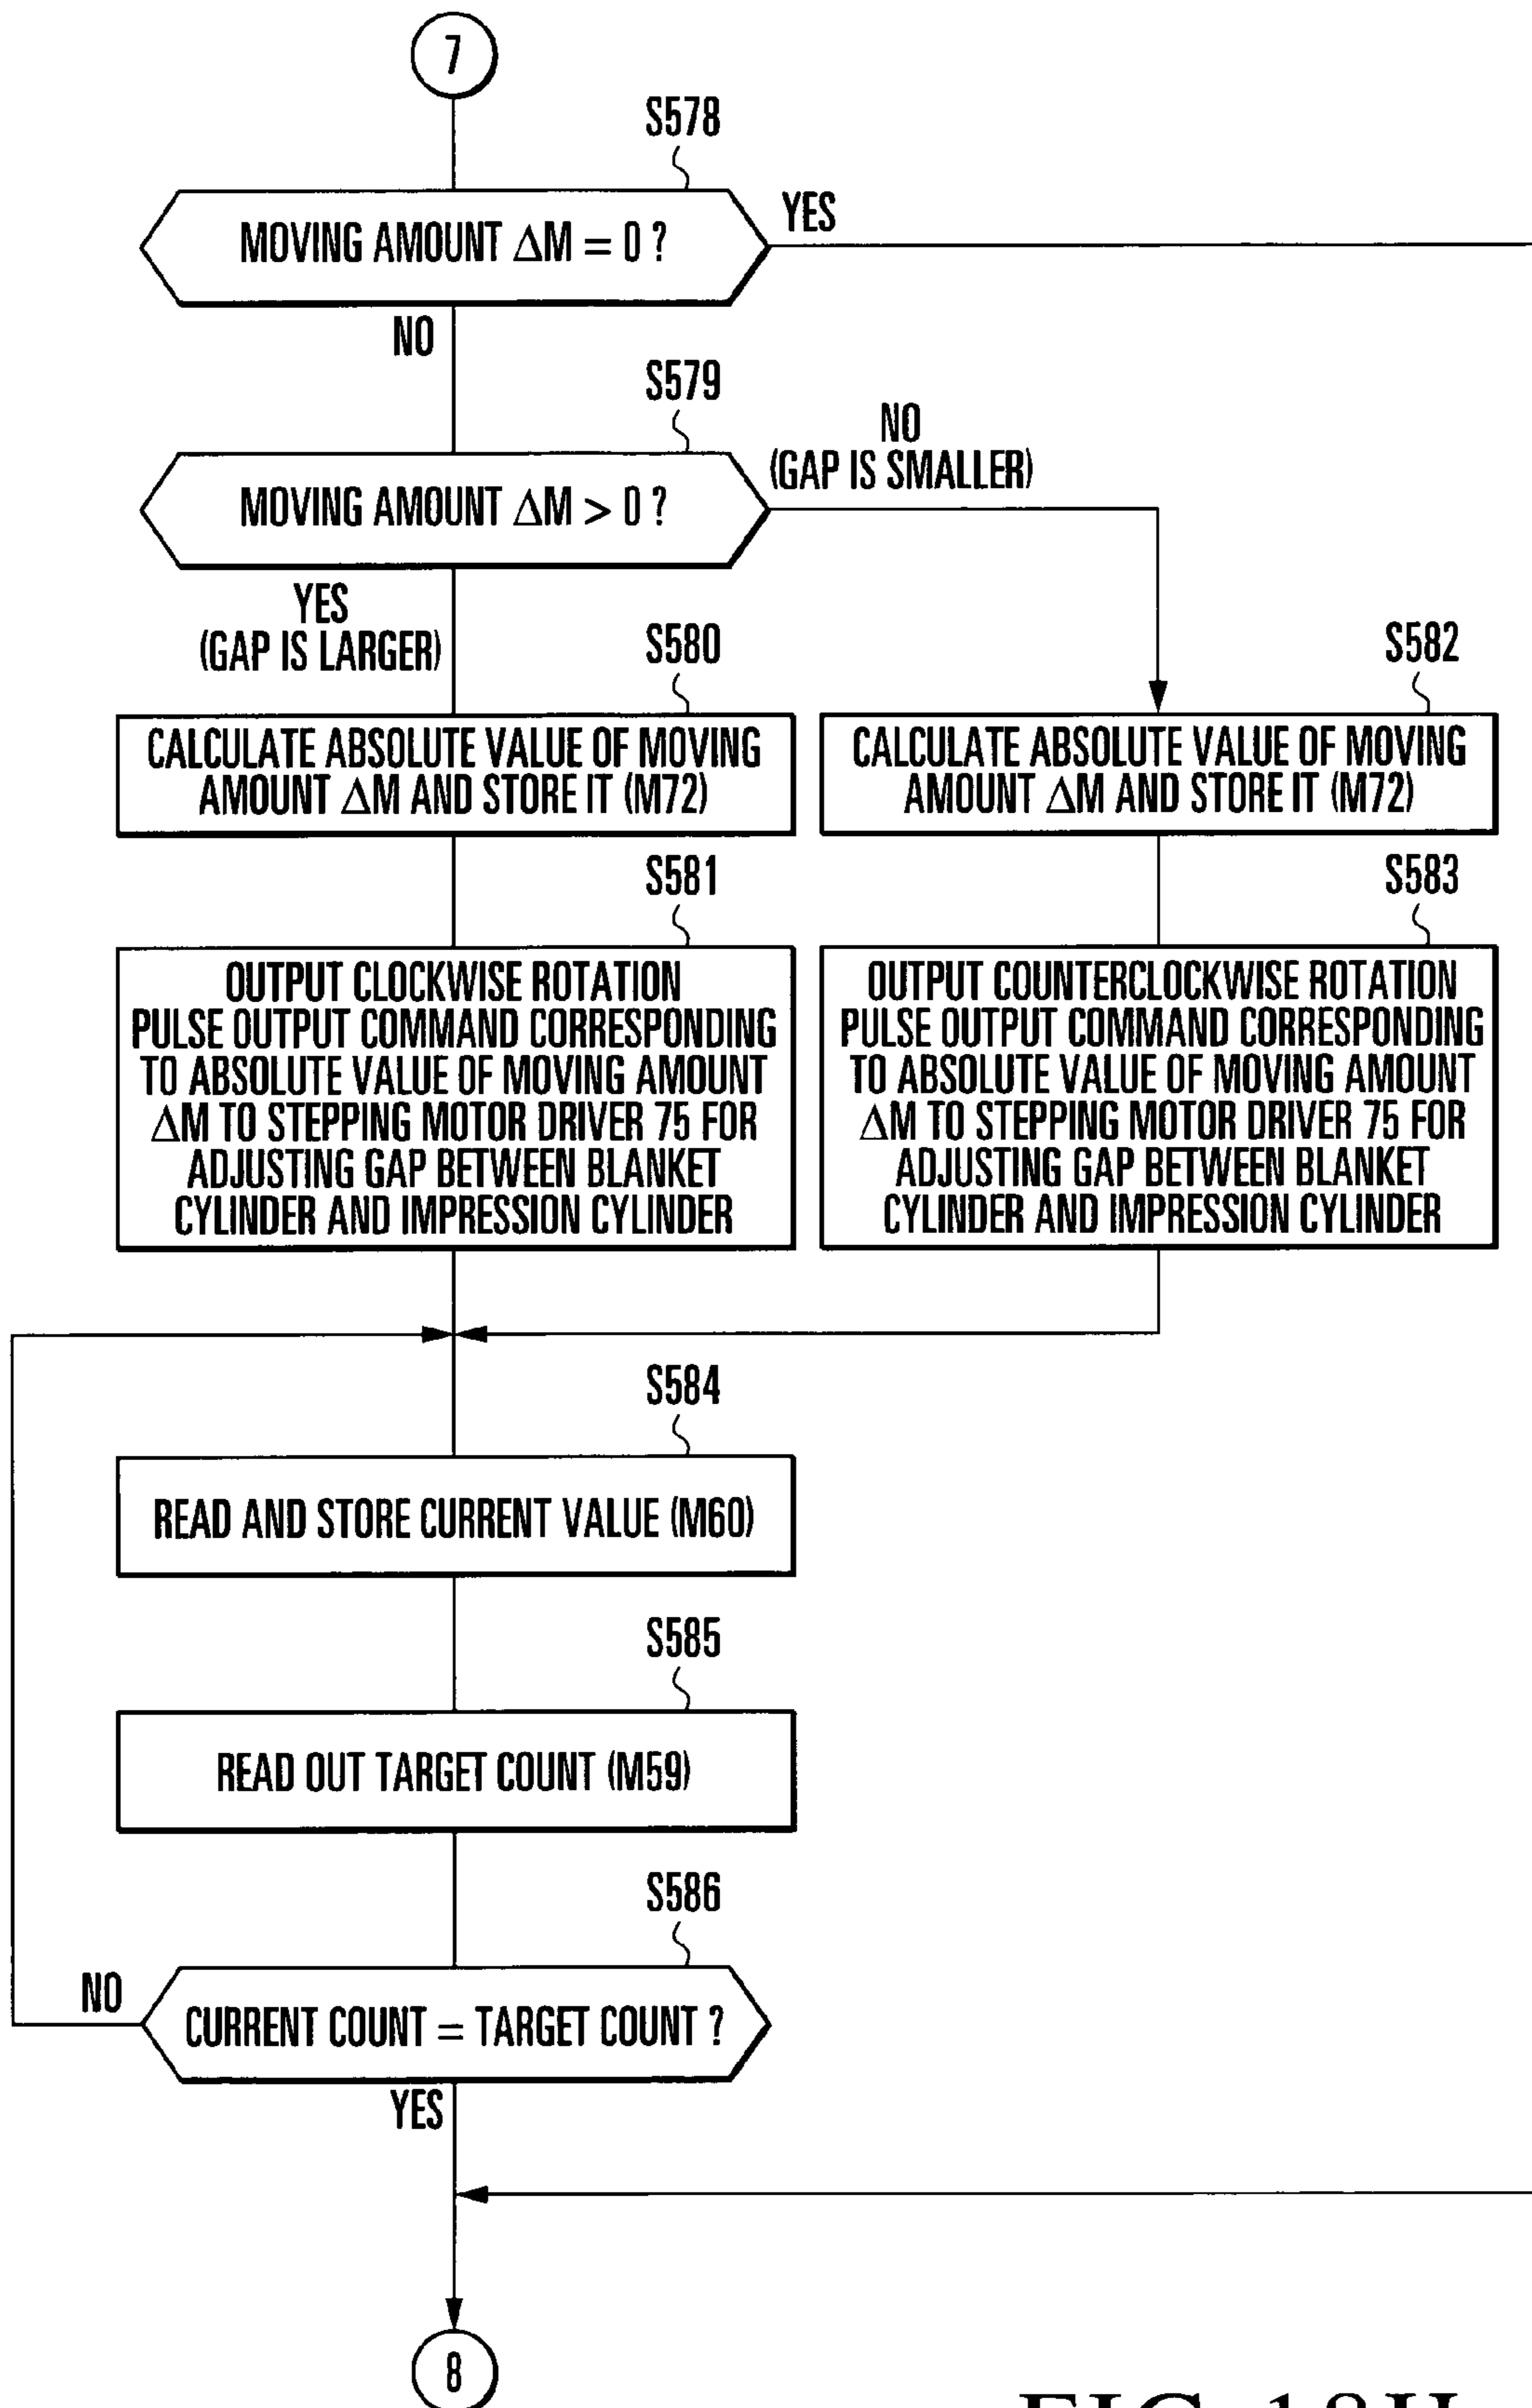 7
S578
MOVING AMOUNT ΔM = 0 ?
YES
NO
S579
MOVING AMOUNT ΔM > 0 ?
NO
(GAP IS SMALLER)
YES
(GAP IS LARGER)
S580
CALCULATE ABSOLUTE VALUE OF MOVING
AMOUNT ΔM AND STORE IT (M72)
S582
CALCULATE ABSOLUTE VALUE OF MOVING
AMOUNT ΔM AND STORE IT (M72)
S581
OUTPUT CLOCKWISE ROTATION
PULSE OUTPUT COMMAND CORRESPONDING
TO ABSOLUTE VALUE OF MOVING AMOUNT
ΔM TO STEPPING MOTOR DRIVER 75 FOR
ADJUSTING GAP BETWEEN BLANKET
CYLINDER AND IMPRESSION CYLINDER
S583
OUTPUT COUNTERCLOCKWISE ROTATION
PULSE OUTPUT COMMAND CORRESPONDING
TO ABSOLUTE VALUE OF MOVING AMOUNT
ΔM TO STEPPING MOTOR DRIVER 75 FOR
ADJUSTING GAP BETWEEN BLANKET
CYLINDER AND IMPRESSION CYLINDER
S584
READ AND STORE CURRENT VALUE (M60)
S585
READ OUT TARGET COUNT (M59)
S586
CURRENT COUNT = TARGET COUNT ?
NO
YES
8